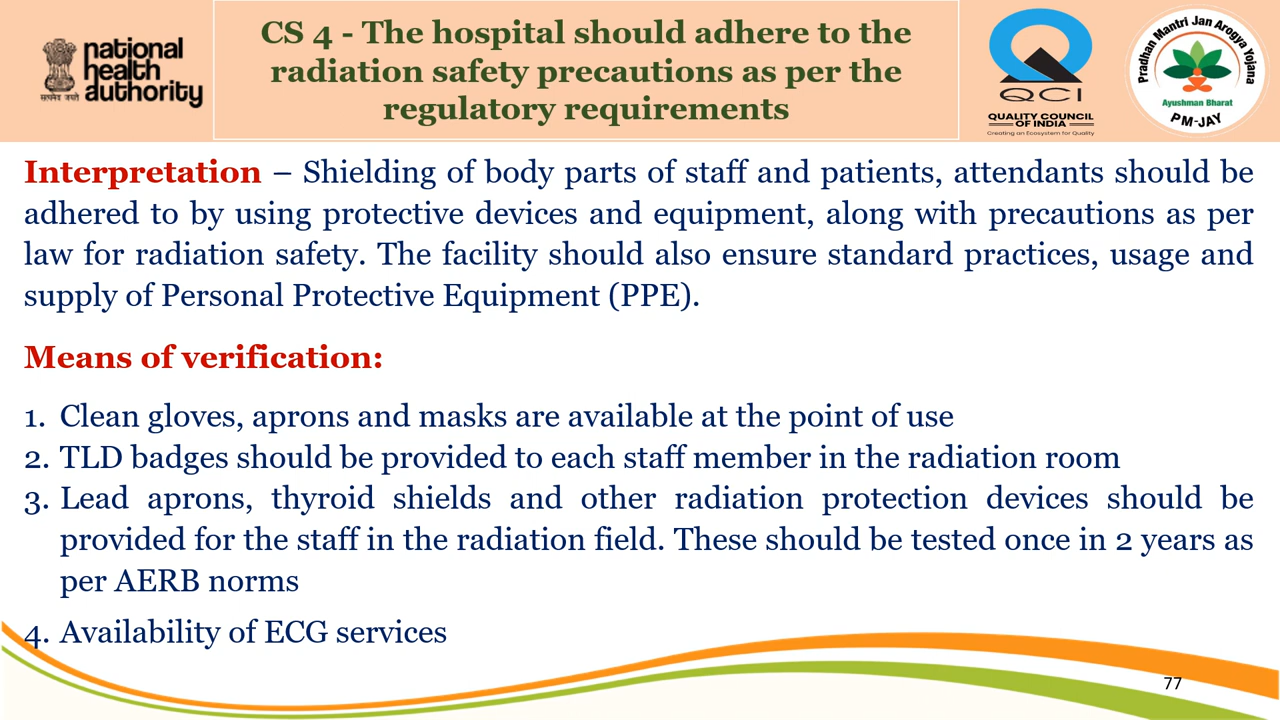 national
health
authority
सत्यमेव जयते
CS 4 - The hospital should adhere to the
radiation safety precautions as per the
regulatory requirements
QCI
QUALITY COUNCIL
OF INDIA
Creating an Ecosystem for Quality
Pradhan Mantri Jan Arogya Yojana
Ayushman Bharat
PM-JAY
Interpretation – Shielding of body parts of staff and patients, attendants should be
adhered to by using protective devices and equipment, along with precautions as per
law for radiation safety. The facility should also ensure standard practices, usage and
supply of Personal Protective Equipment (PPE).
Means of verification:
1. Clean gloves, aprons and masks are available at the point of use
2. TLD badges should be provided to each staff member in the radiation room
3. Lead aprons, thyroid shields and other radiation protection devices should be
provided for the staff in the radiation field. These should be tested once in 2 years as
per AERB norms
4. Availability of ECG services
77